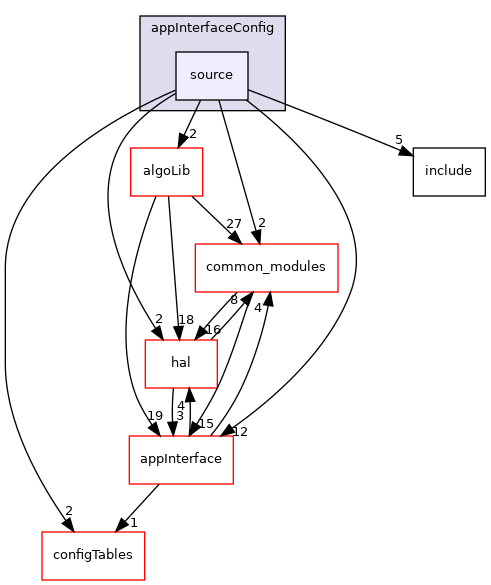 appInterfaceConfig
source
2
5
algoLib
include
27
2
common_modules
2
18
8
16
4
hal
4
19
3
15
12
appInterface
2
1
configTables